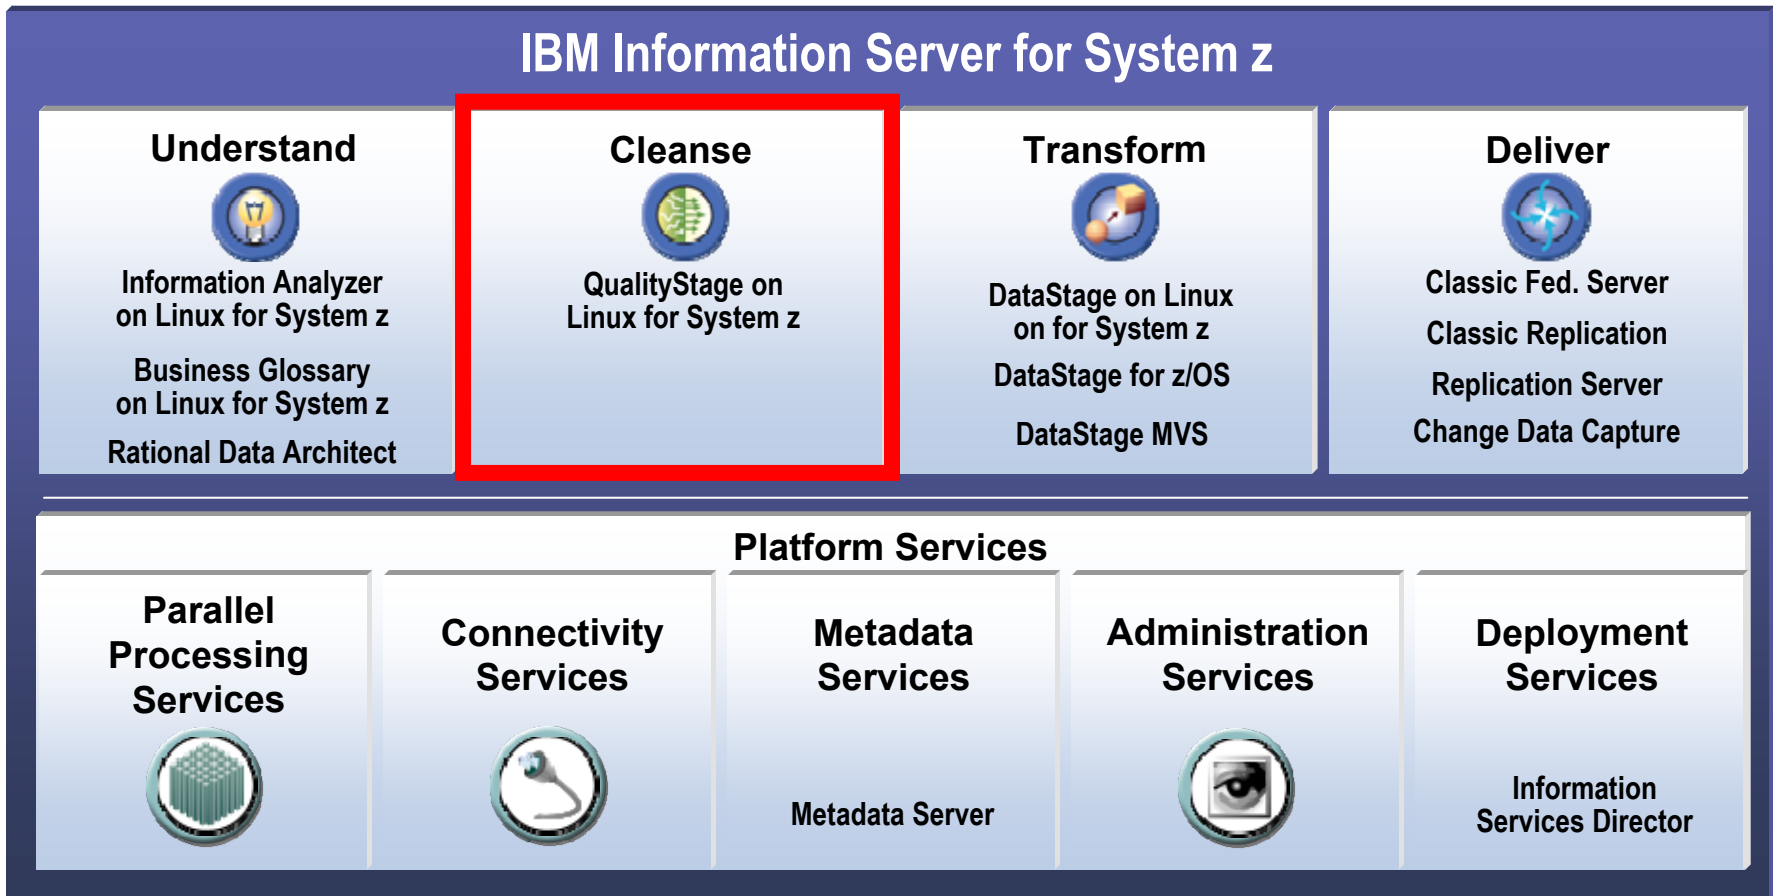 IBM Information Server for System z
Understand
Information Analyzer
on Linux for System z
Business Glossary
on Linux for System z
Rational Data Architect
Cleanse
QualityStage on
Linux for System z
Transform
DataStage on Linux
on for System z
DataStage for z/OS
DataStage MVS
Deliver
Classic Fed. Server
Classic Replication
Replication Server
Change Data Capture
Platform Services
Parallel
Processing
Services
Connectivity
Services
Metadata
Services
Metadata Server
Administration
Services
Deployment
Services
Information
Services Director